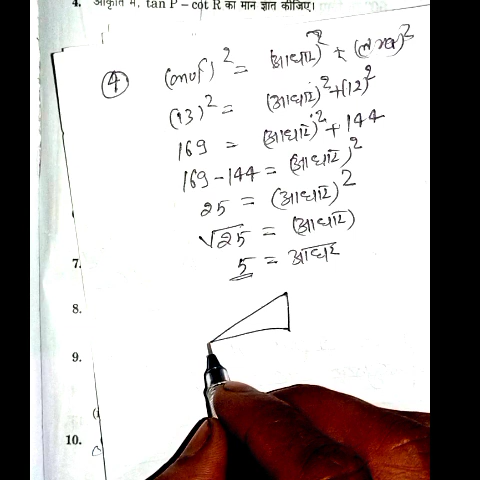 4. आकृति में, tan P – cot R का मान ज्ञात कीजिए।
④ (कर्ण)² = (आधार)² + (लम्ब)²
(13)² = (आधार)² + (12)²
169 = (आधार)² + 144
169 - 144 = (आधार)²
25 = (आधार)²
√25 = (आधार)
5 = आधार
7.
8.
9.
10.